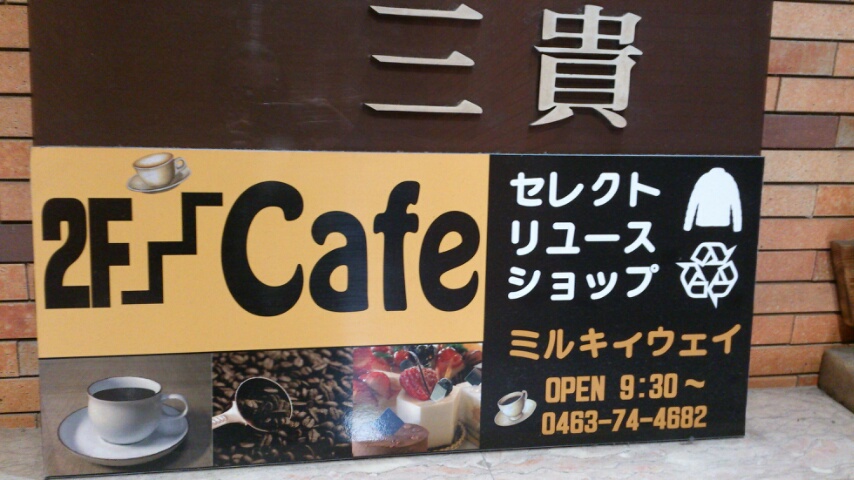 三貴
2F Cafe
セレクト
リユース
ショップ
ミルキィウェイ
OPEN 9:30～
0463-74-4682